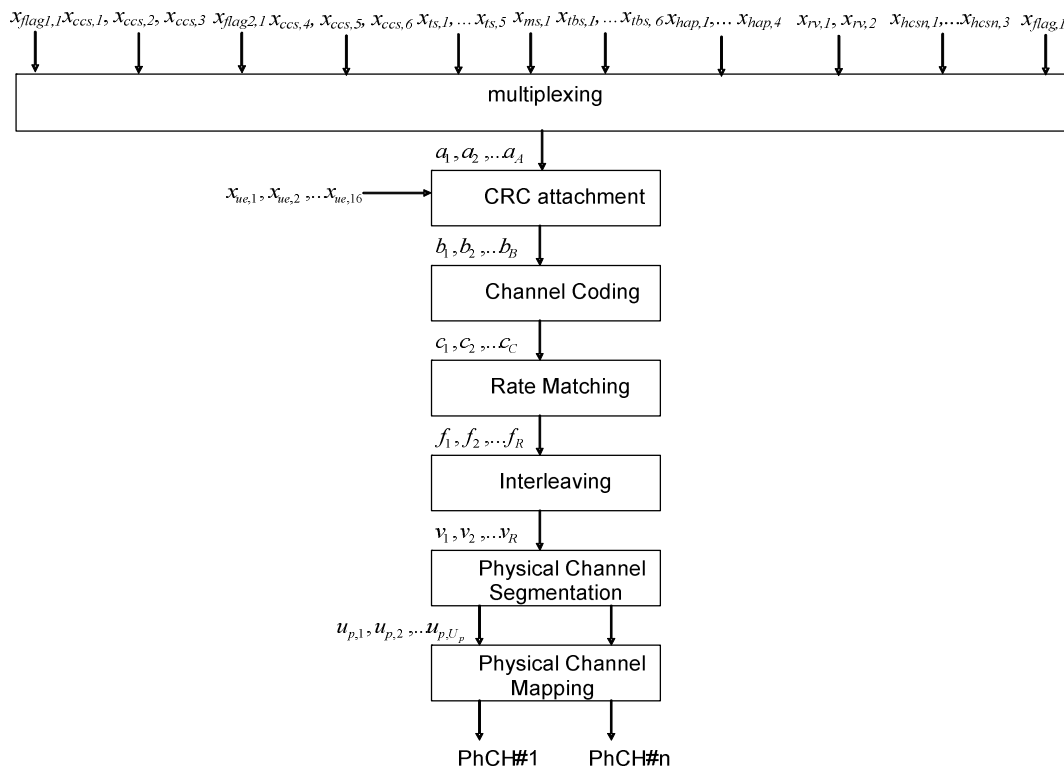 x_flag1,1 x_ccs,1, x_ccs,2, x_ccs,3 x_flag2,1 x_ccs,4, x_ccs,5, x_ccs,6 x_ts,1,... x_ts,5 x_ms,1 x_tbs,1,... x_tbs,6 x_hap,1,... x_hap,4 x_rv,1, x_rv,2 x_hcsn,1,...x_hcsn,3 x_flag,1
multiplexing
a_1, a_2,...a_A
x_ue,1, x_ue,2,...x_ue,16
CRC attachment
b_1, b_2,...b_B
Channel Coding
c_1, c_2,...c_C
Rate Matching
f_1, f_2,...f_R
Interleaving
v_1, v_2,...v_R
Physical Channel
Segmentation
u_p,1, u_p,2,...u_p,U_p
Physical Channel
Mapping
PhCH#1 PhCH#n